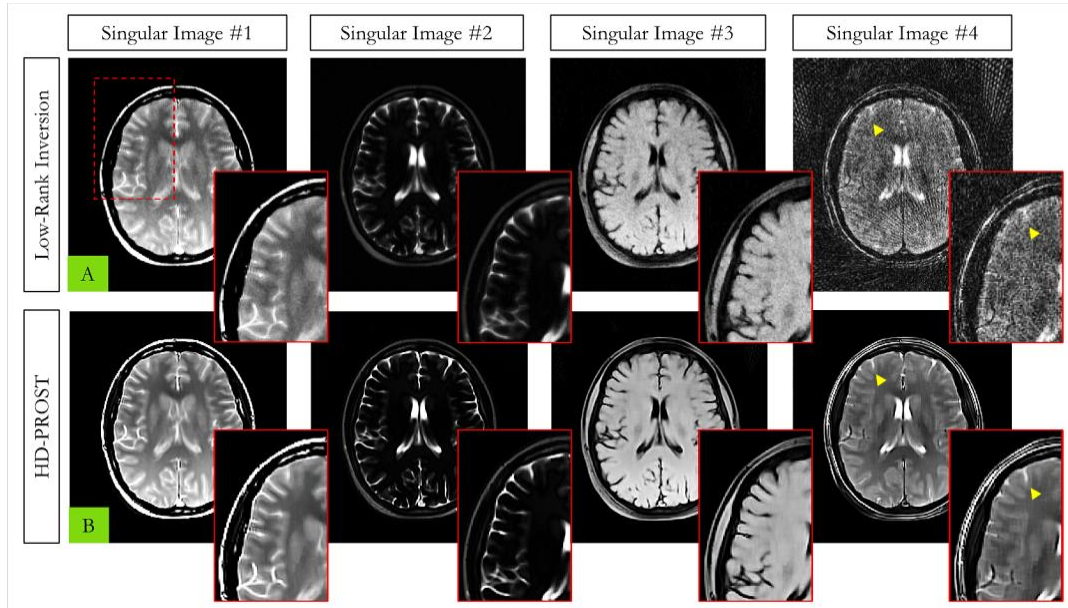 Singular Image #1
Singular Image #2
Singular Image #3
Singular Image #4
Low-Rank Inversion
A
HD-PROST
B